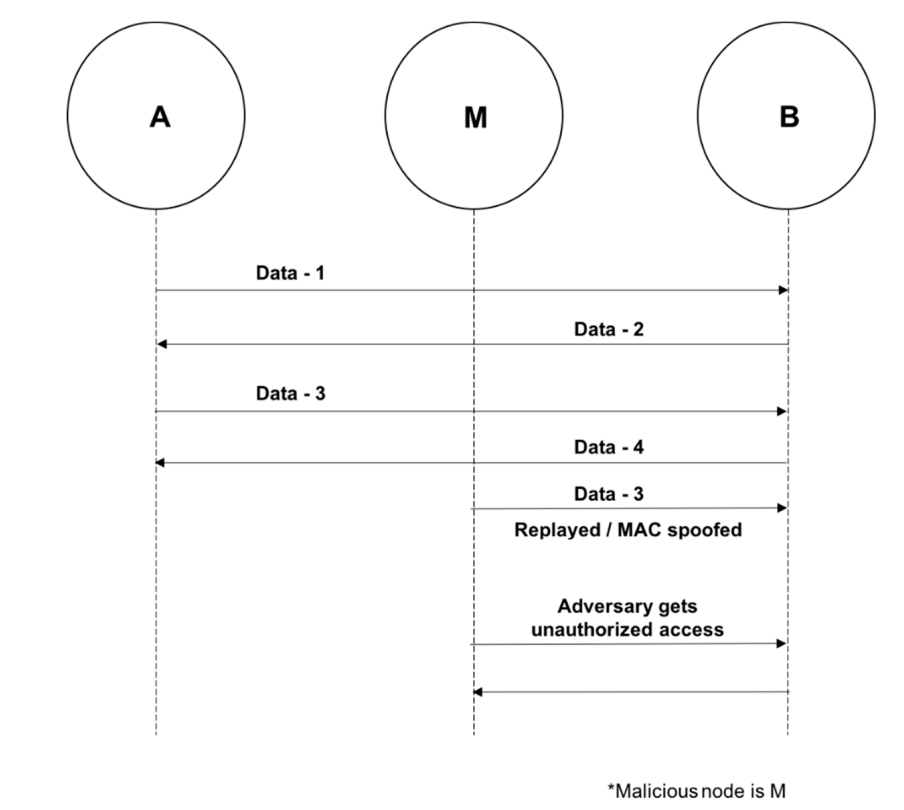 A
M
B
Data - 1
Data - 2
Data - 3
Data - 4
Data - 3
Replayed / MAC spoofed
Adversary gets
unauthorized access
*Malicious node is M